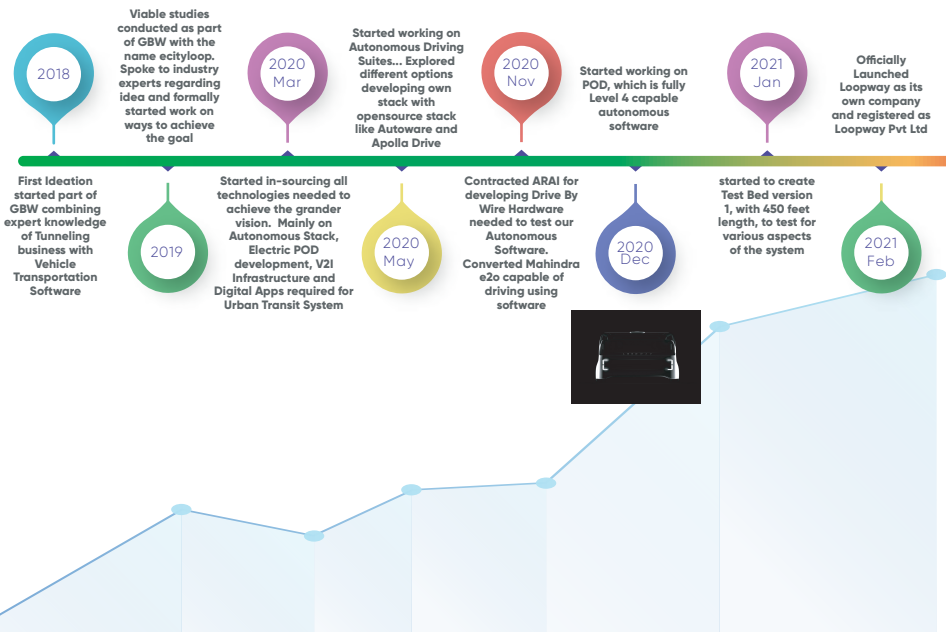 2018
First Ideation
started part of
GBW combining
expert knowledge
of Tunneling
business with
Vehicle
Transportation
Software
Viable studies
conducted as part
of GBW with the
name ecityloop.
Spoke to industry
experts regarding
idea and formally
started work on
ways to achieve
the goal
2019
2020
Mar
Started in-sourcing all
technologies needed to
achieve the grander
vision. Mainly on
Autonomous Stack,
Electric POD
development, V2I
Infrastructure and
Digital Apps required for
Urban Transit System
Started working on
Autonomous Driving
Suites... Explored
different options
developing own
stack with
opensource stack
like Autoware and
Apolla Drive
2020
May
2020
Nov
Contracted ARAI for
developing Drive By
Wire Hardware
needed to test our
Autonomous
Software.
Converted Mahindra
e2o capable of
driving using
software
Started working on
POD, which is fully
Level 4 capable
autonomous
software
2020
Dec
2021
Jan
started to create
Test Bed version
1, with 450 feet
length, to test for
various aspects
of the system
Officially
Launched
Loopway as its
own company
and registered as
Loopway Pvt Ltd
2021
Feb